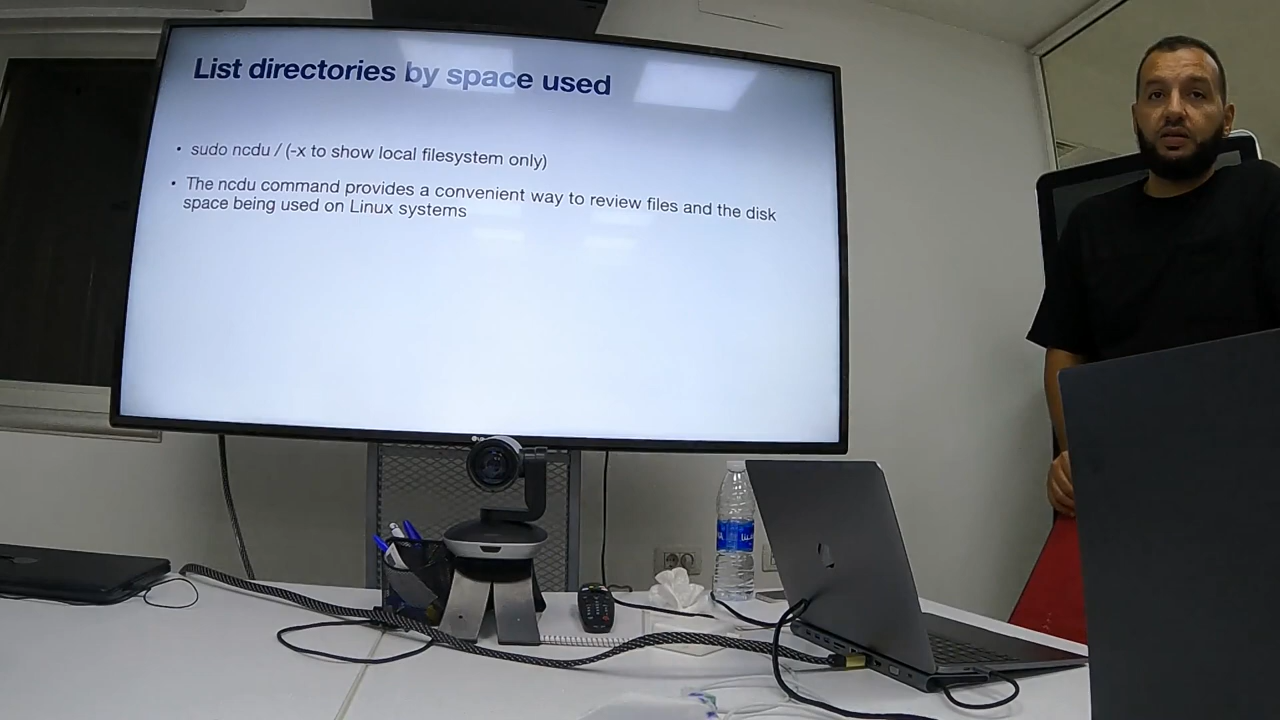 List directories by space used
• sudo ncdu / (-x to show local filesystem only)
• The ncdu command provides a convenient way to review files and the disk
space being used on Linux systems